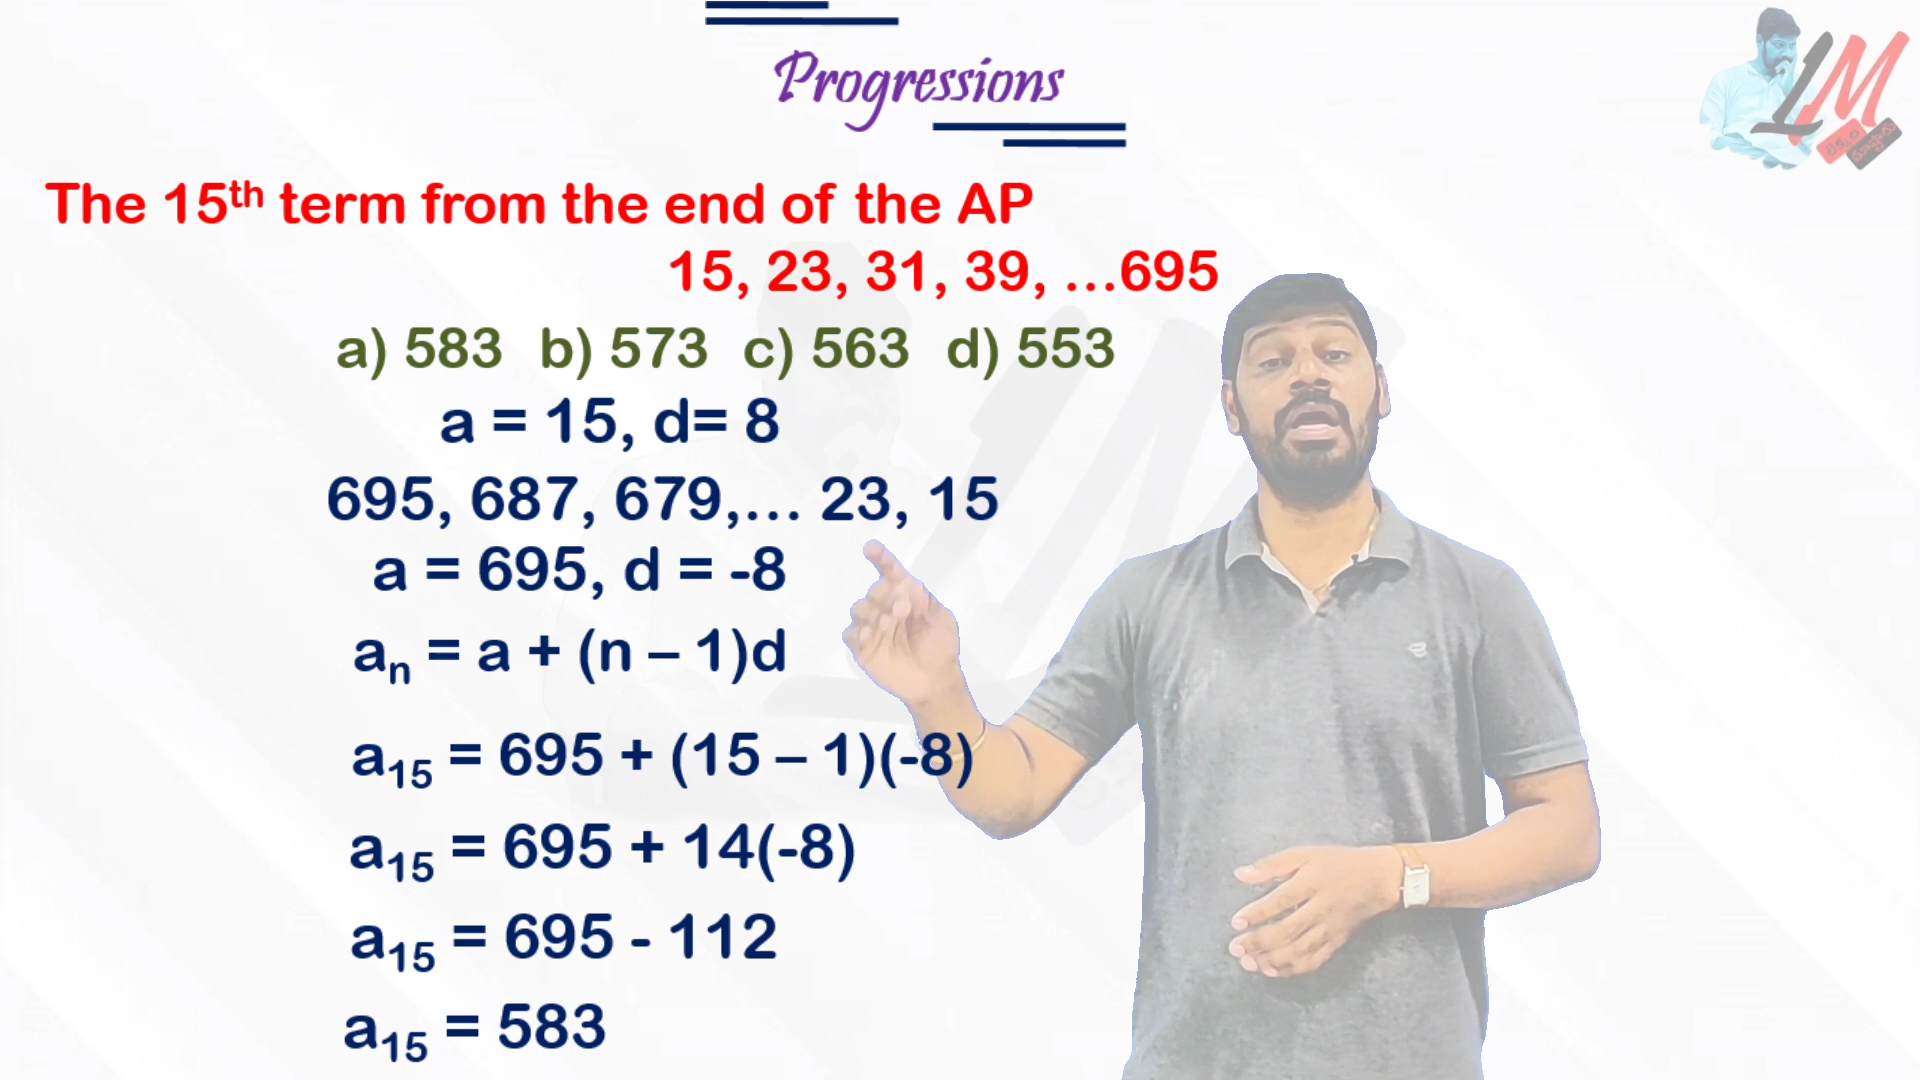 Progressions
LM
The 15th term from the end of the AP
15, 23, 31, 39, ...695
a) 583 b) 573 c) 563 d) 553
a = 15, d= 8
695, 687, 679,... 23, 15
a = 695, d = -8
an = a + (n – 1)d
a15 = 695 + (15 – 1)(-8)
a15 = 695 + 14(-8)
a15 = 695 - 112
a15 = 583